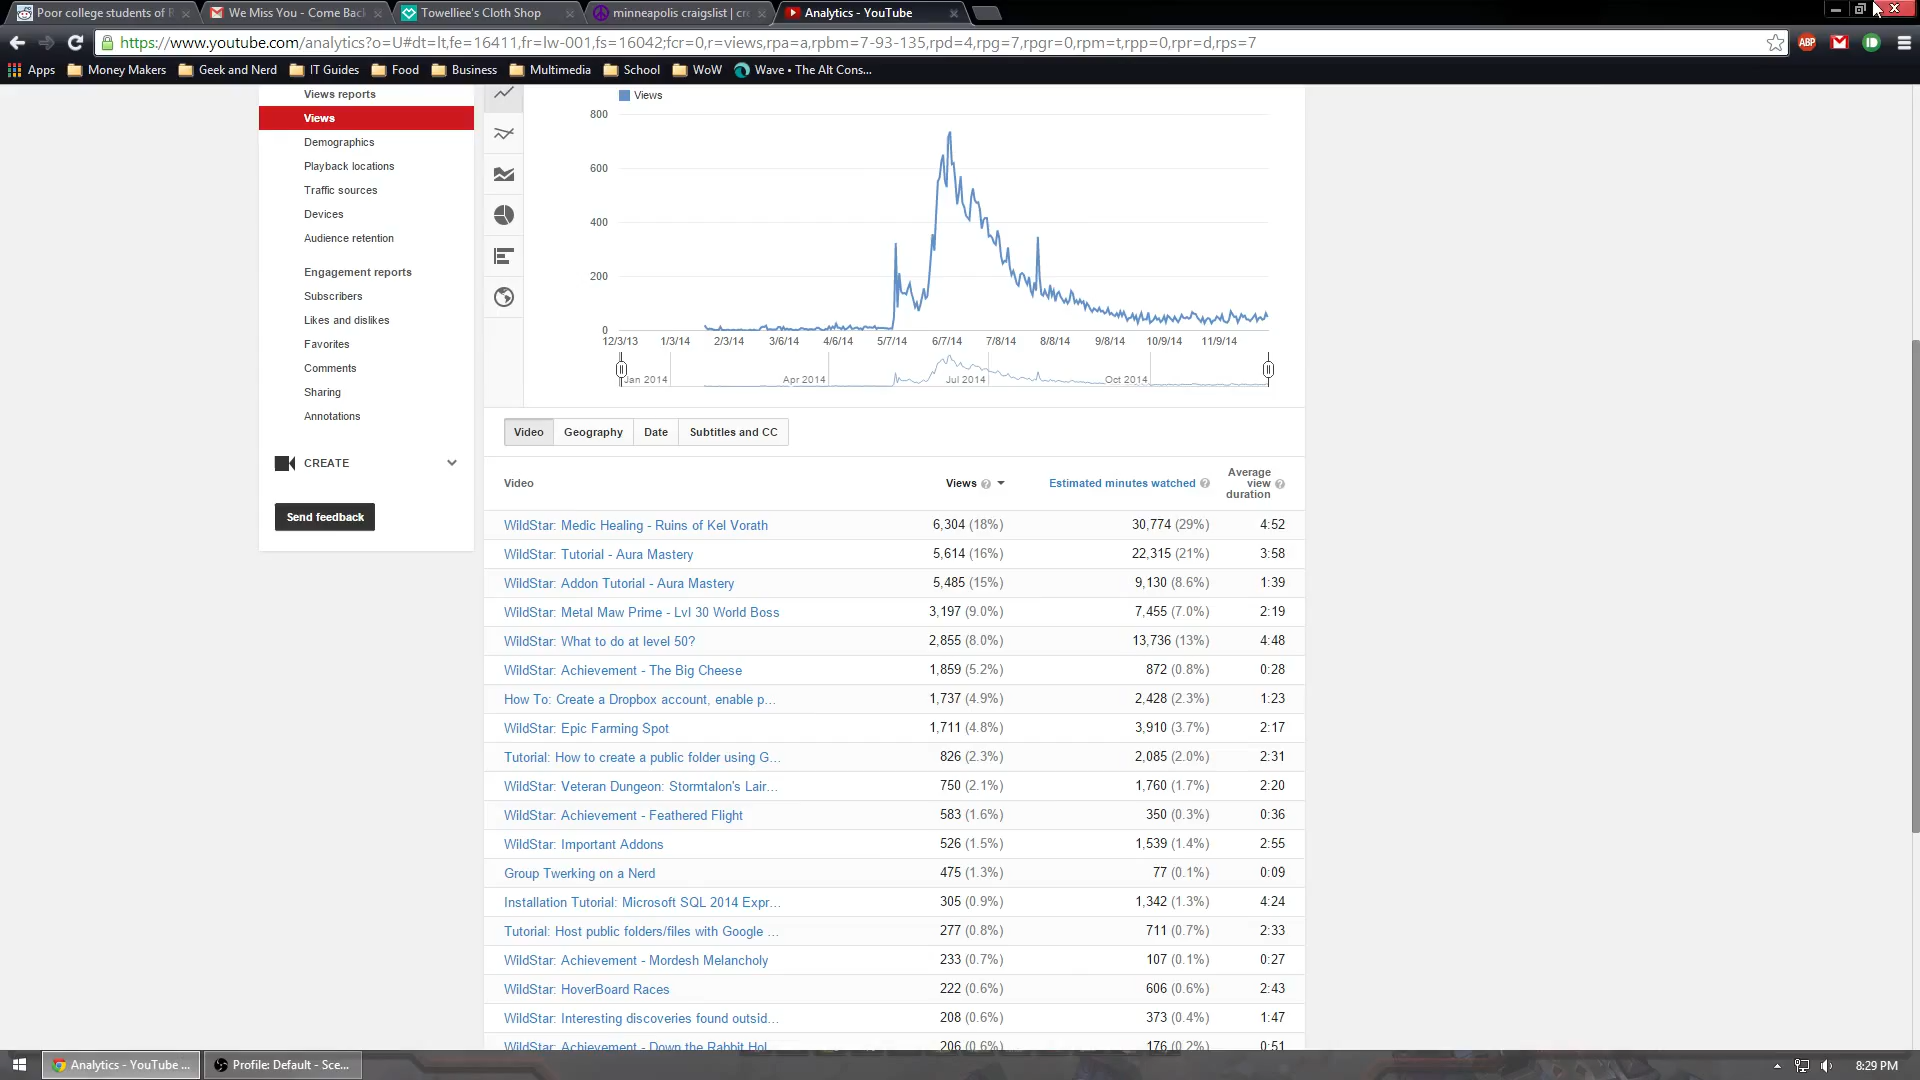 Poor college students of R
We Miss You - Come Back
Towelliee's Cloth Shop
minneapolis craigslist | cr
Analytics - YouTube
https://www.youtube.com/analytics?o=U#dt=lt,fe=16411,fr=lw-001,fs=16042;fcr=0,r=views,rpa=a,rpbm=7-93-135,rpd=4,rpg=7,rpgr=0,rpm=t,rpp=0,rpr=d,rps=7
ABP
Apps Money Makers Geek and Nerd IT Guides Food Business Multimedia School WoW Wave • The Alt Cons...
Views reports
Views
Demographics
Playback locations
Traffic sources
Devices
Audience retention
Engagement reports
Subscribers
Likes and dislikes
Favorites
Comments
Sharing
Annotations
CREATE
Send feedback
Views
800
600
400
200
0
12/3/13 1/3/14 2/3/14 3/6/14 4/6/14 5/7/14 6/7/14 7/8/14 8/8/14 9/8/14 10/9/14 11/9/14
Jan 2014 Apr 2014 Jul 2014 Oct 2014
Video Geography Date Subtitles and CC
Video Views Estimated minutes watched Average view duration
WildStar: Medic Healing - Ruins of Kel Vorath 6,304 (18%) 30,774 (29%) 4:52
WildStar: Tutorial - Aura Mastery 5,614 (16%) 22,315 (21%) 3:58
WildStar: Addon Tutorial - Aura Mastery 5,485 (15%) 9,130 (8.6%) 1:39
WildStar: Metal Maw Prime - Lvl 30 World Boss 3,197 (9.0%) 7,455 (7.0%) 2:19
WildStar: What to do at level 50? 2,855 (8.0%) 13,736 (13%) 4:48
WildStar: Achievement - The Big Cheese 1,859 (5.2%) 872 (0.8%) 0:28
How To: Create a Dropbox account, enable p... 1,737 (4.9%) 2,428 (2.3%) 1:23
WildStar: Epic Farming Spot 1,711 (4.8%) 3,910 (3.7%) 2:17
Tutorial: How to create a public folder using G... 826 (2.3%) 2,085 (2.0%) 2:31
WildStar: Veteran Dungeon: Stormtalon's Lair... 750 (2.1%) 1,760 (1.7%) 2:20
WildStar: Achievement - Feathered Flight 583 (1.6%) 350 (0.3%) 0:36
WildStar: Important Addons 526 (1.5%) 1,539 (1.4%) 2:55
Group Twerking on a Nerd 475 (1.3%) 77 (0.1%) 0:09
Installation Tutorial: Microsoft SQL 2014 Expr... 305 (0.9%) 1,342 (1.3%) 4:24
Tutorial: Host public folders/files with Google ... 277 (0.8%) 711 (0.7%) 2:33
WildStar: Achievement - Mordesh Melancholy 233 (0.7%) 107 (0.1%) 0:27
WildStar: HoverBoard Races 222 (0.6%) 606 (0.6%) 2:43
WildStar: Interesting discoveries found outsid... 208 (0.6%) 373 (0.4%) 1:47
WildStar: Achievement - Down the Rabbit Hol 206 (0.6%) 176 (0.2%) 0:51
Analytics - YouTube ...
Profile: Default - Sce...
8:29 PM